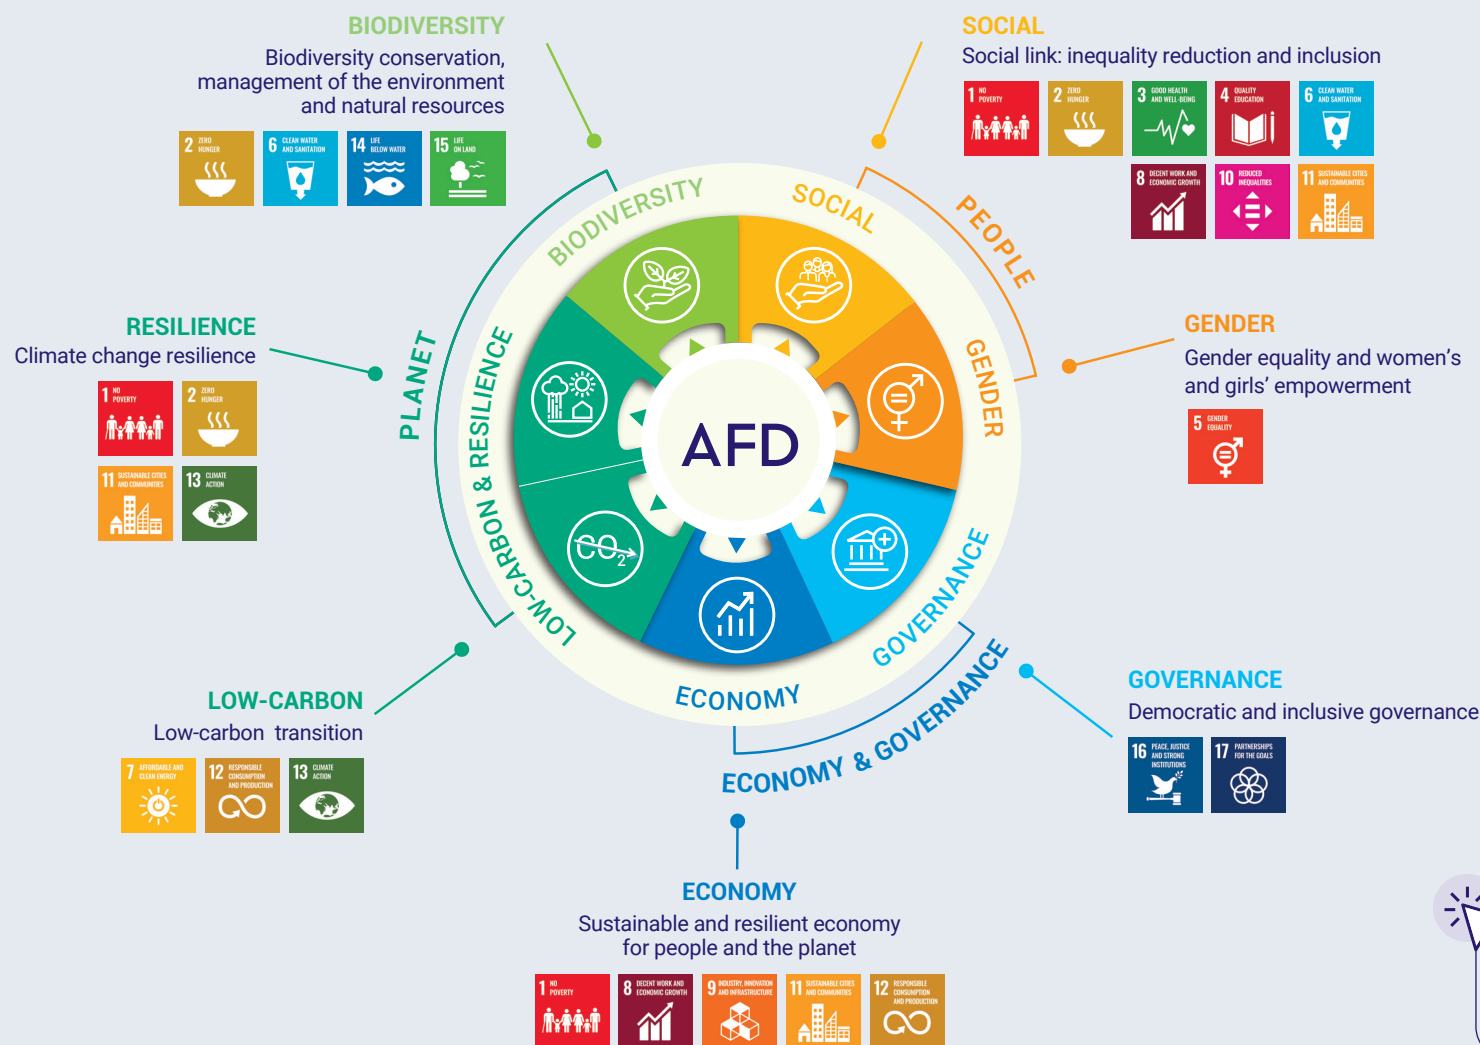 BIODIVERSITY
Biodiversity conservation,
management of the environment
and natural resources
2 ZERO
HUNGER
6 CLEAN WATER
AND SANITATION
14 LIFE
BELOW WATER
15 LIFE
ON LAND
SOCIAL
Social link: inequality reduction and inclusion
1 NO
POVERTY
2 ZERO
HUNGER
3 GOOD HEALTH
AND WELL-BEING
4 QUALITY
EDUCATION
6 CLEAN WATER
AND SANITATION
8 DECENT WORK AND
ECONOMIC GROWTH
10 REDUCED
INEQUALITIES
11 SUSTAINABLE CITIES
AND COMMUNITIES
RESILIENCE
Climate change resilience
1 NO
POVERTY
2 ZERO
HUNGER
11 SUSTAINABLE CITIES
AND COMMUNITIES
13 CLIMATE
ACTION
GENDER
Gender equality and women's
and girls' empowerment
5 GENDER
EQUALITY
PLANET
PEOPLE
BIODIVERSITY
SOCIAL
GENDER
LOW-CARBON & RESILIENCE
AFD
CO2
GOVERNANCE
ECONOMY
ECONOMY & GOVERNANCE
LOW-CARBON
Low-carbon transition
7 AFFORDABLE AND
CLEAN ENERGY
12 RESPONSIBLE
CONSUMPTION
AND PRODUCTION
13 CLIMATE
ACTION
GOVERNANCE
Democratic and inclusive governance
16 PEACE, JUSTICE
AND STRONG
INSTITUTIONS
17 PARTNERSHIPS
FOR THE GOALS
ECONOMY
Sustainable and resilient economy
for people and the planet
1 NO
POVERTY
8 DECENT WORK AND
ECONOMIC GROWTH
9 INDUSTRY, INNOVATION
AND INFRASTRUCTURE
11 SUSTAINABLE CITIES
AND COMMUNITIES
12 RESPONSIBLE
CONSUMPTION
AND PRODUCTION